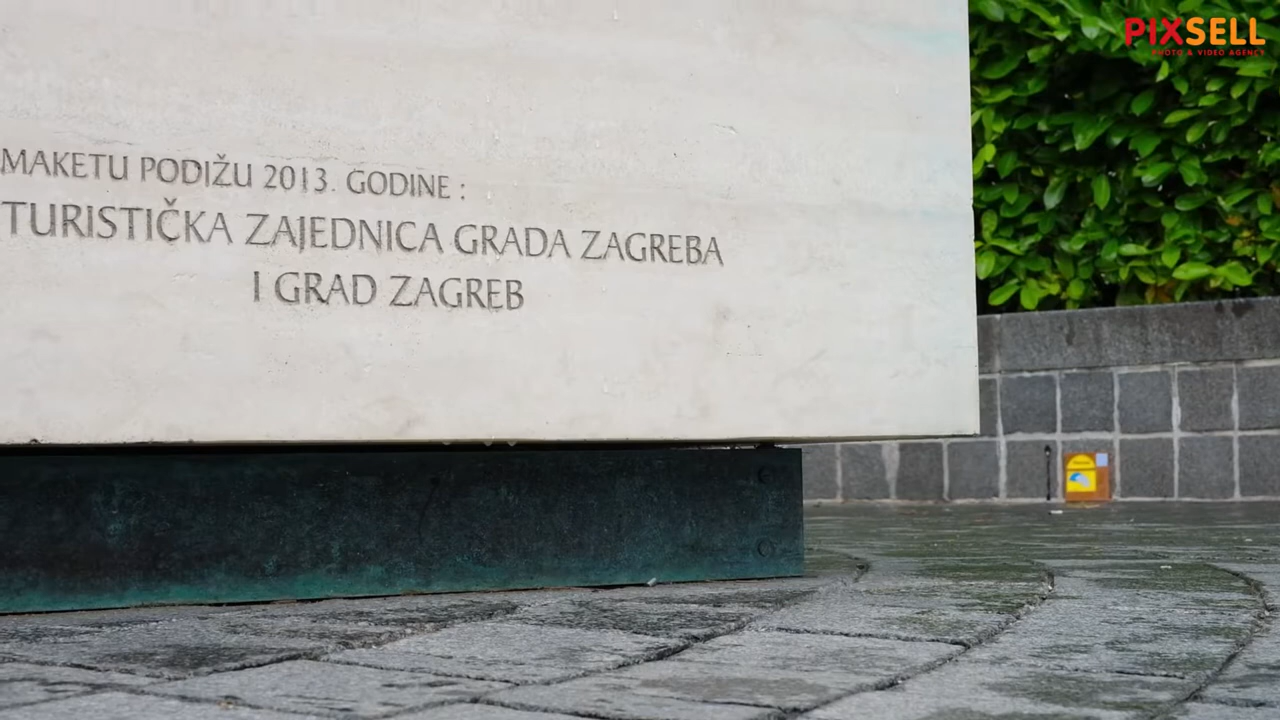 MAKETU PODIŽU 2013. GODINE :
TURISTIČKA ZAJEDNICA GRADA ZAGREBA
I GRAD ZAGREB
PIXSELL
PHOTO & VIDEO AGENCY